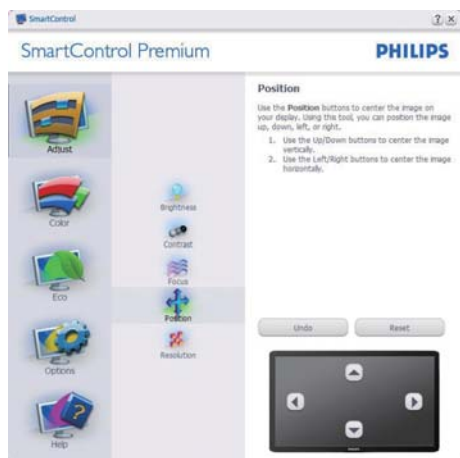 SmartControl
SmartControl Premium
PHILIPS
Adjust
Color
Eco
Options
Help
Brightness
Contrast
Focus
Position
Resolution
Position
Use the Position buttons to center the image on
your display. Using this tool, you can position the image
up, down, left, or right.
1. Use the Up/Down buttons to center the image
vertically.
2. Use the Left/Right buttons to center the image
horizontally.
Undo
Reset